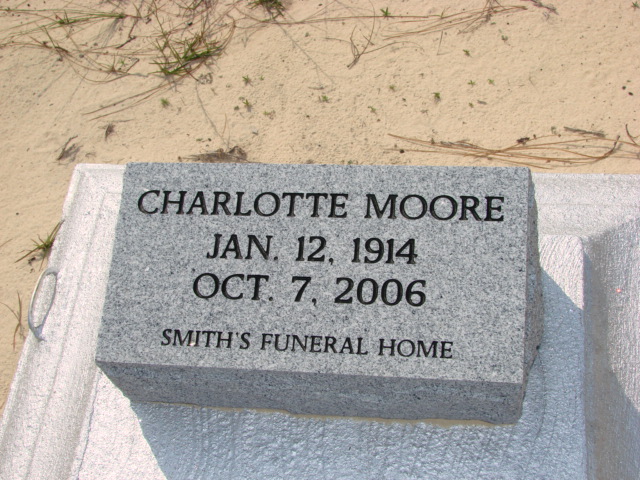 CHARLOTTE MOORE
JAN. 12, 1914
OCT. 7, 2006
SMITH'S FUNERAL HOME